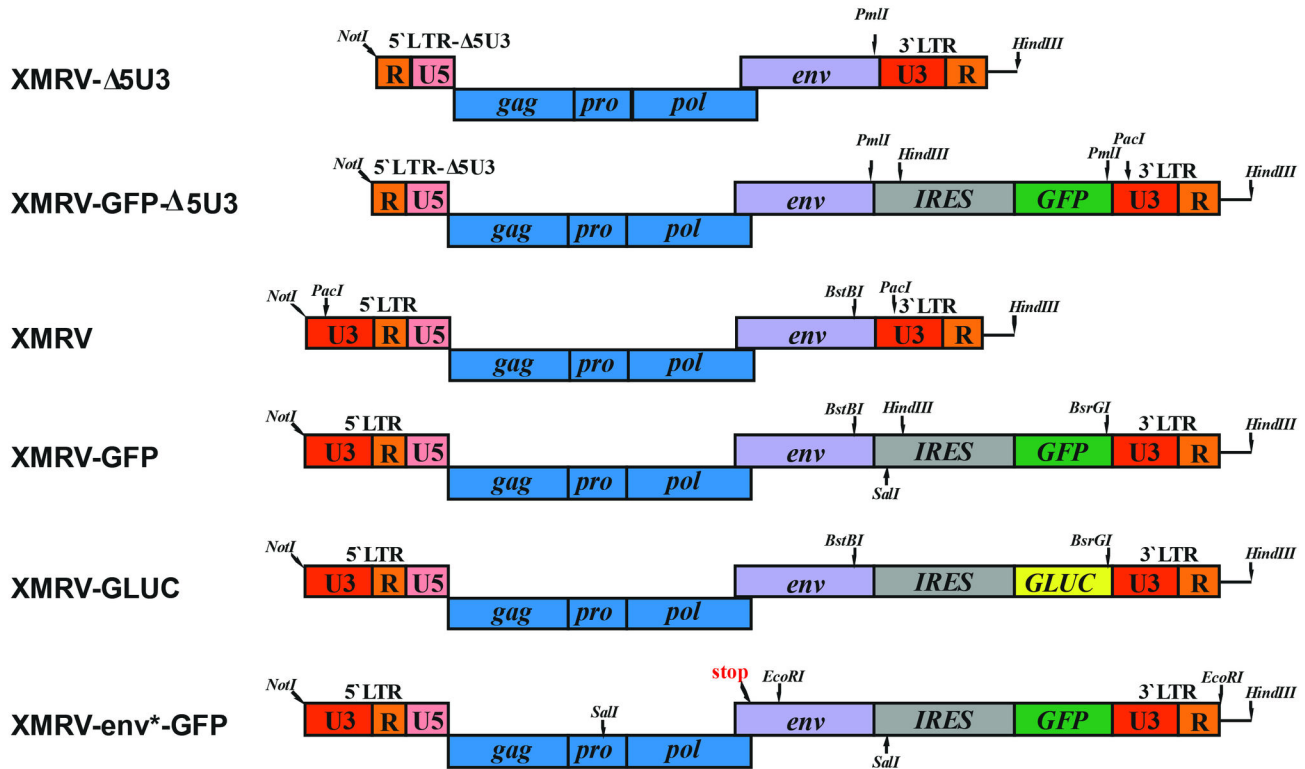 PmlI
NotI 5`LTR-Δ5U3 3`LTR HindIII
XMRV-Δ5U3 R U5 env U3 R
gag pro pol
PacI
PmlI HindIII PmlI
NotI 5`LTR-Δ5U3 3`LTR HindIII
XMRV-GFP-Δ5U3 R U5 env IRES GFP U3 R
gag pro pol
NotI PacI 5`LTR BstBI PacI 3`LTR HindIII
XMRV U3 R U5 env U3 R
gag pro pol
NotI 5`LTR BstBI HindIII BsrGI 3`LTR HindIII
XMRV-GFP U3 R U5 env IRES GFP U3 R
gag pro pol SalI
NotI 5`LTR BstBI BsrGI 3`LTR HindIII
XMRV-GLUC U3 R U5 env IRES GLUC U3 R
gag pro pol
stop EcoRI EcoRI
NotI 5`LTR SalI 3`LTR HindIII
XMRV-env*-GFP U3 R U5 env IRES GFP U3 R
gag pro pol SalI